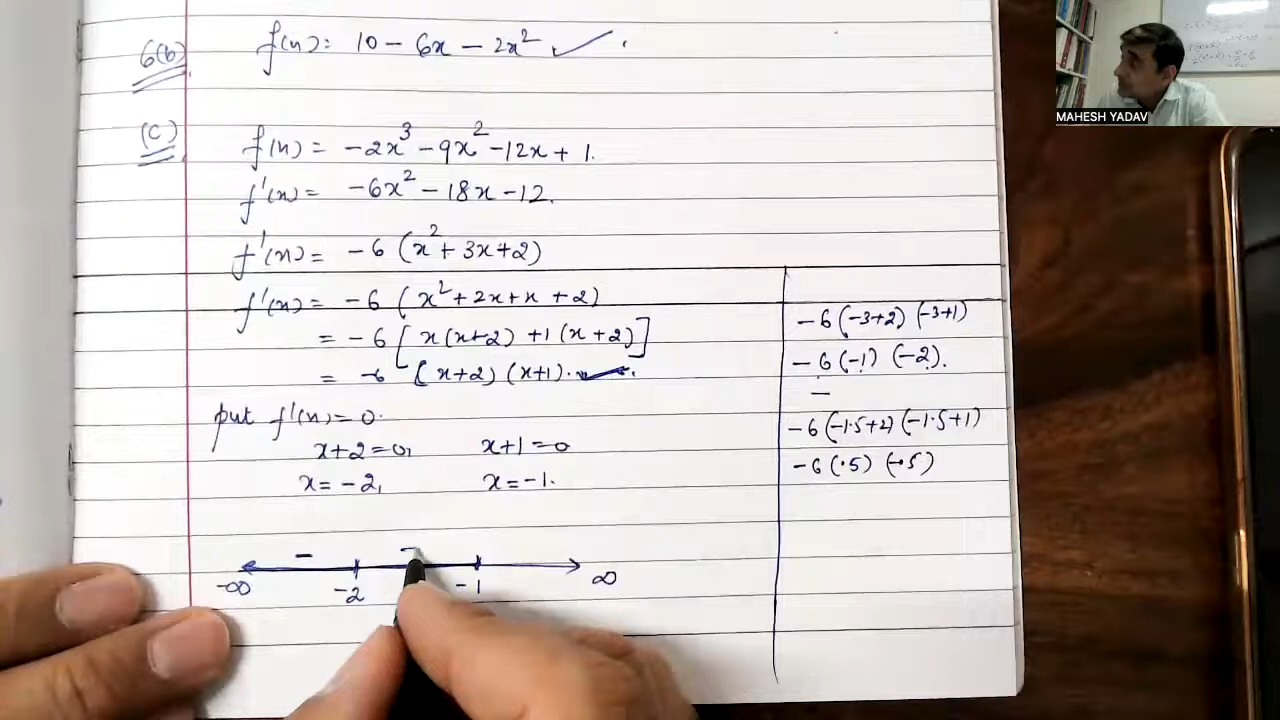 6(b) f(x): 10 - 6x - 2x² ✓.
(C) f(x) = -2x³ - 9x² - 12x + 1.
f'(x) = -6x² - 18x - 12.
f'(x) = -6 (x² + 3x + 2)
f'(x) = -6 (x² + 2x + x + 2)
= -6 [x(x+2) + 1(x+2)]
= -6 (x+2) (x+1).
put f'(x) = 0.
x+2 = 0, x+1 = 0
x = -2, x = -1.
-
-∞ -2 -1 ∞
-6(-3+2) (-3+1)
-6(-1) (-2).
-
-6(-1.5+2) (-1.5+1)
-6(.5) (-.5)
MAHESH YADAV